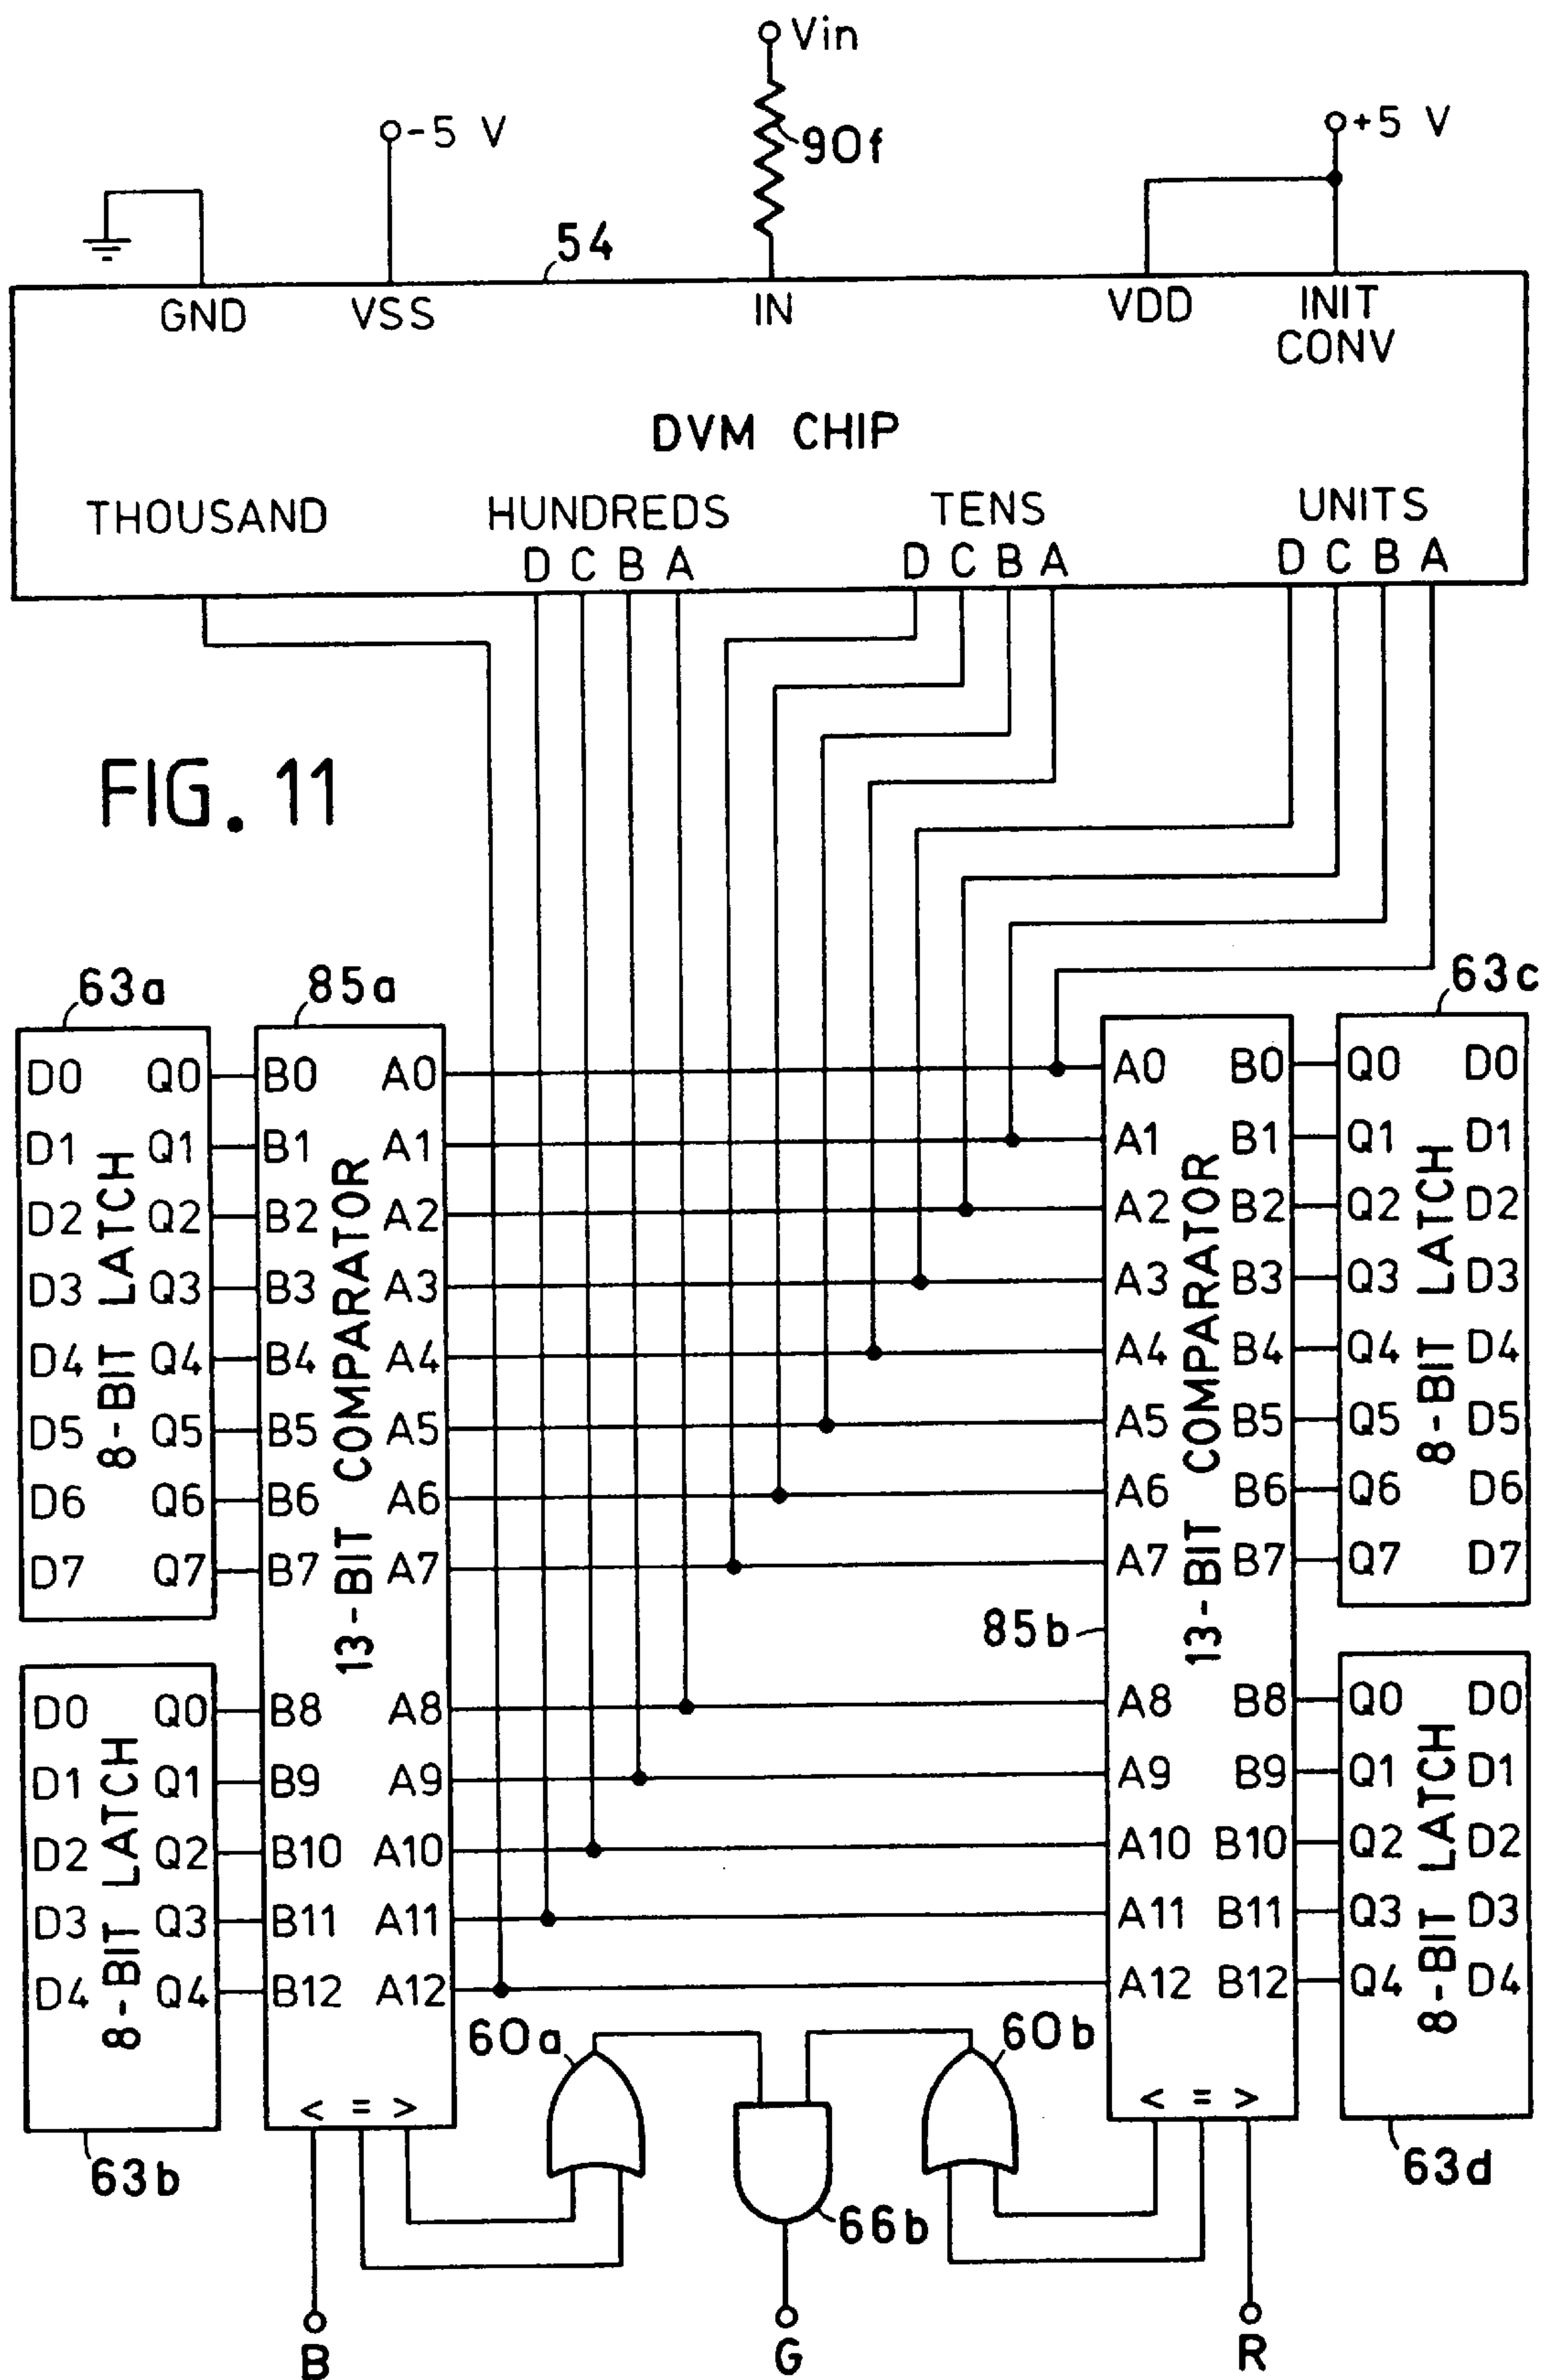 Vin
-5 V
90f
+5 V
54
GND VSS IN VDD INIT CONV
DVM CHIP
THOUSAND HUNDREDS TENS UNITS
D C B A D C B A D C B A
FIG. 11
63a 85a 63c
D0 Q0 B0 A0 A0 B0 Q0 D0
D1 Q1 B1 A1 A1 B1 Q1 D1
D2 Q2 B2 A2 A2 B2 Q2 D2
D3 Q3 B3 A3 A3 B3 Q3 D3
D4 Q4 B4 A4 A4 B4 Q4 D4
D5 Q5 B5 A5 A5 B5 Q5 D5
D6 Q6 B6 A6 A6 B6 Q6 D6
D7 Q7 B7 A7 A7 B7 Q7 D7
8-BIT LATCH
13-BIT COMPARATOR
13-BIT COMPARATOR
8-BIT LATCH
85b
D0 Q0 B8 A8 A8 B8 Q0 D0
D1 Q1 B9 A9 A9 B9 Q1 D1
D2 Q2 B10 A10 A10 B10 Q2 D2
D3 Q3 B11 A11 A11 B11 Q3 D3
D4 Q4 B12 A12 A12 B12 Q4 D4
8-BIT LATCH
8-BIT LATCH
60a 60b
< = > < = >
63b 66b 63d
B G R